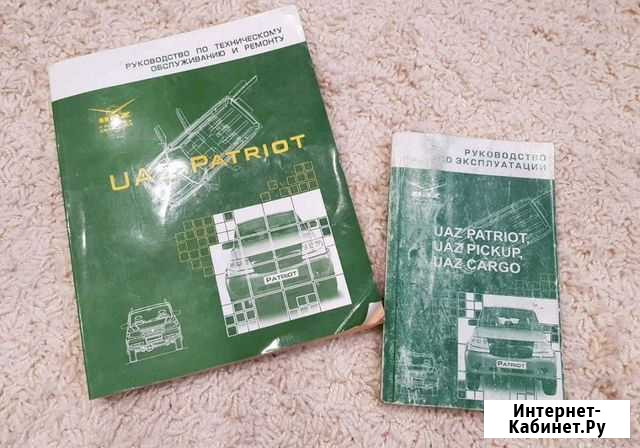 РУКОВОДСТВО ПО ТЕХНИЧЕСКОМУ
ОБСЛУЖИВАНИЮ И РЕМОНТУ
UAZ PATRIOT
PATRIOT
РУКОВОДСТВО
ПО ЭКСПЛУАТАЦИИ
UAZ PATRIOT,
UAZ PICKUP,
UAZ CARGO
PATRIOT
Интернет-
Кабинет.Ру